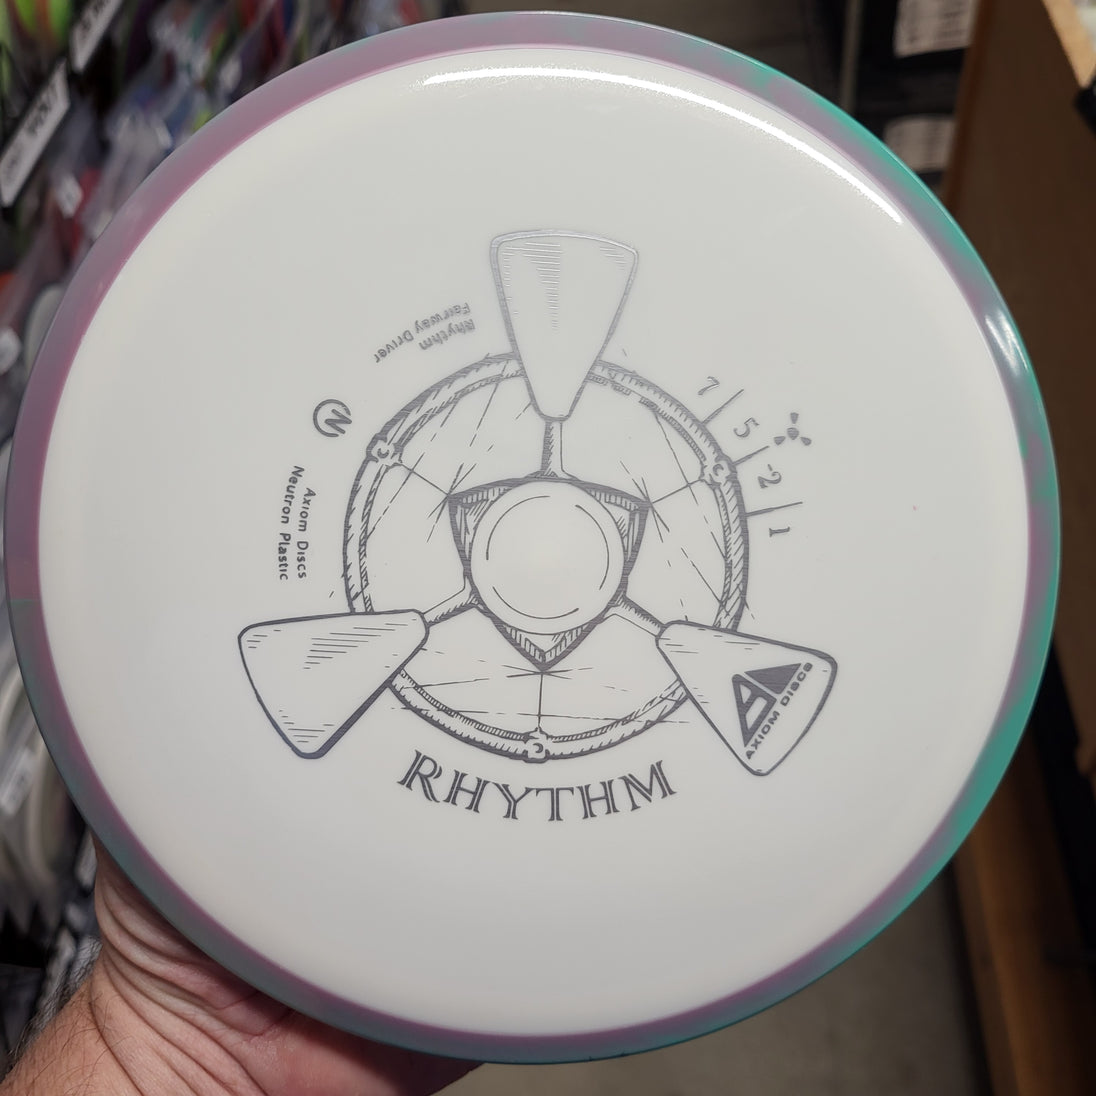 Rhythm
Fairway Driver
7
5
-2
1
Axiom Discs
Neutron Plastic
AXIOM DISCS
RHYTHM